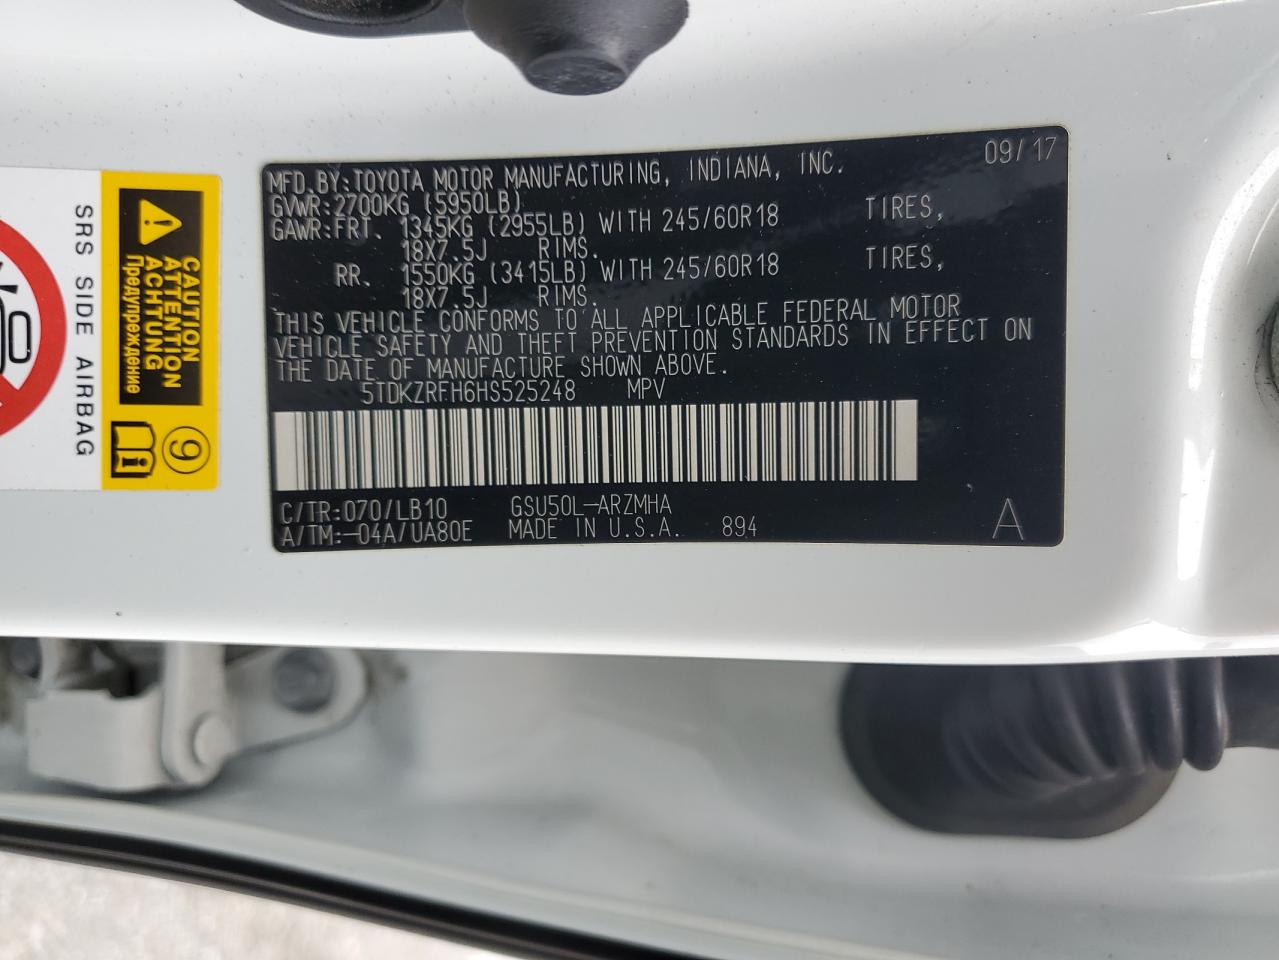 MFD.BY:TOYOTA MOTOR MANUFACTURING, INDIANA, INC. 09/17
GVWR:2700KG (5950LB)
GAWR:FRT. 1345KG (2955LB) WITH 245/60R18 TIRES,
18X7.5J RIMS.
RR. 1550KG (3415LB) WITH 245/60R18 TIRES,
18X7.5J RIMS.
THIS VEHICLE CONFORMS TO ALL APPLICABLE FEDERAL MOTOR
VEHICLE SAFETY AND THEFT PREVENTION STANDARDS IN EFFECT ON
THE DATE OF MANUFACTURE SHOWN ABOVE.
5TDKZRFH6HS525248 MPV
C/TR:070/LB10 GSU50L-ARZMHA
A/TM:-04A/UA80E MADE IN U.S.A. 894 A
CAUTION
ATTENTION
ACHTUNG
Предупреждение
9
SRS SIDE AIRBAG